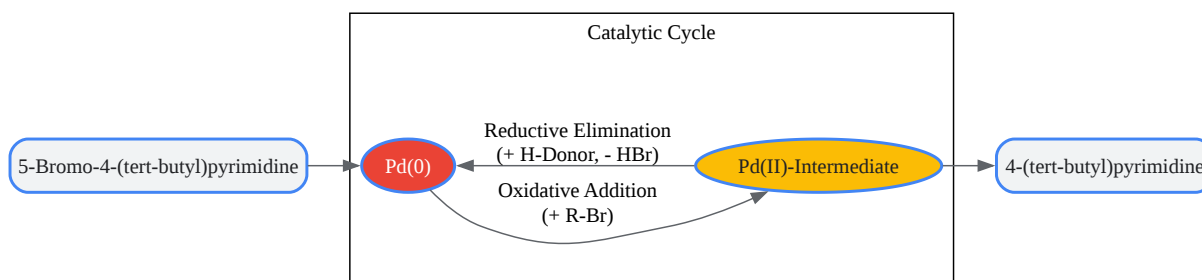 Catalytic Cycle
5-Bromo-4-(tert-butyl)pyrimidine
Pd(0)
Reductive Elimination
(+ H-Donor, - HBr)
Oxidative Addition
(+ R-Br)
Pd(II)-Intermediate
4-(tert-butyl)pyrimidine